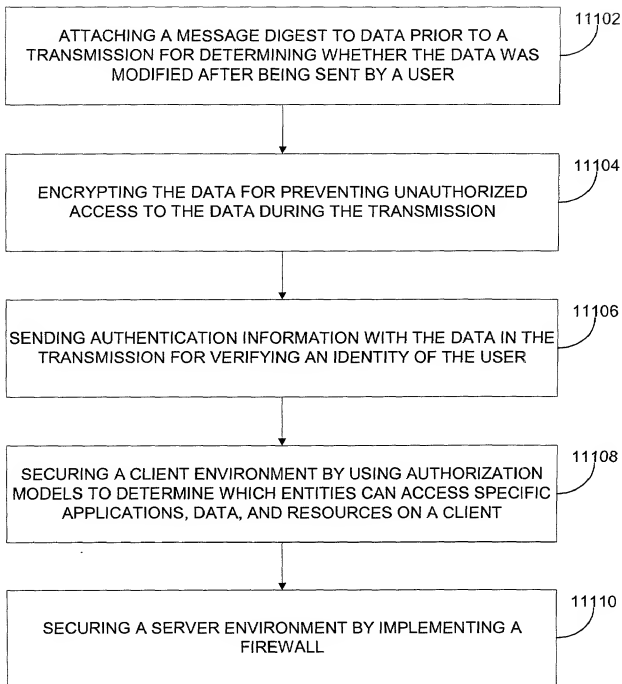 11102
ATTACHING A MESSAGE DIGEST TO DATA PRIOR TO A
TRANSMISSION FOR DETERMINING WHETHER THE DATA WAS
MODIFIED AFTER BEING SENT BY A USER
11104
ENCRYPTING THE DATA FOR PREVENTING UNAUTHORIZED
ACCESS TO THE DATA DURING THE TRANSMISSION
11106
SENDING AUTHENTICATION INFORMATION WITH THE DATA IN THE
TRANSMISSION FOR VERIFYING AN IDENTITY OF THE USER
11108
SECURING A CLIENT ENVIRONMENT BY USING AUTHORIZATION
MODELS TO DETERMINE WHICH ENTITIES CAN ACCESS SPECIFIC
APPLICATIONS, DATA, AND RESOURCES ON A CLIENT
11110
SECURING A SERVER ENVIRONMENT BY IMPLEMENTING A
FIREWALL